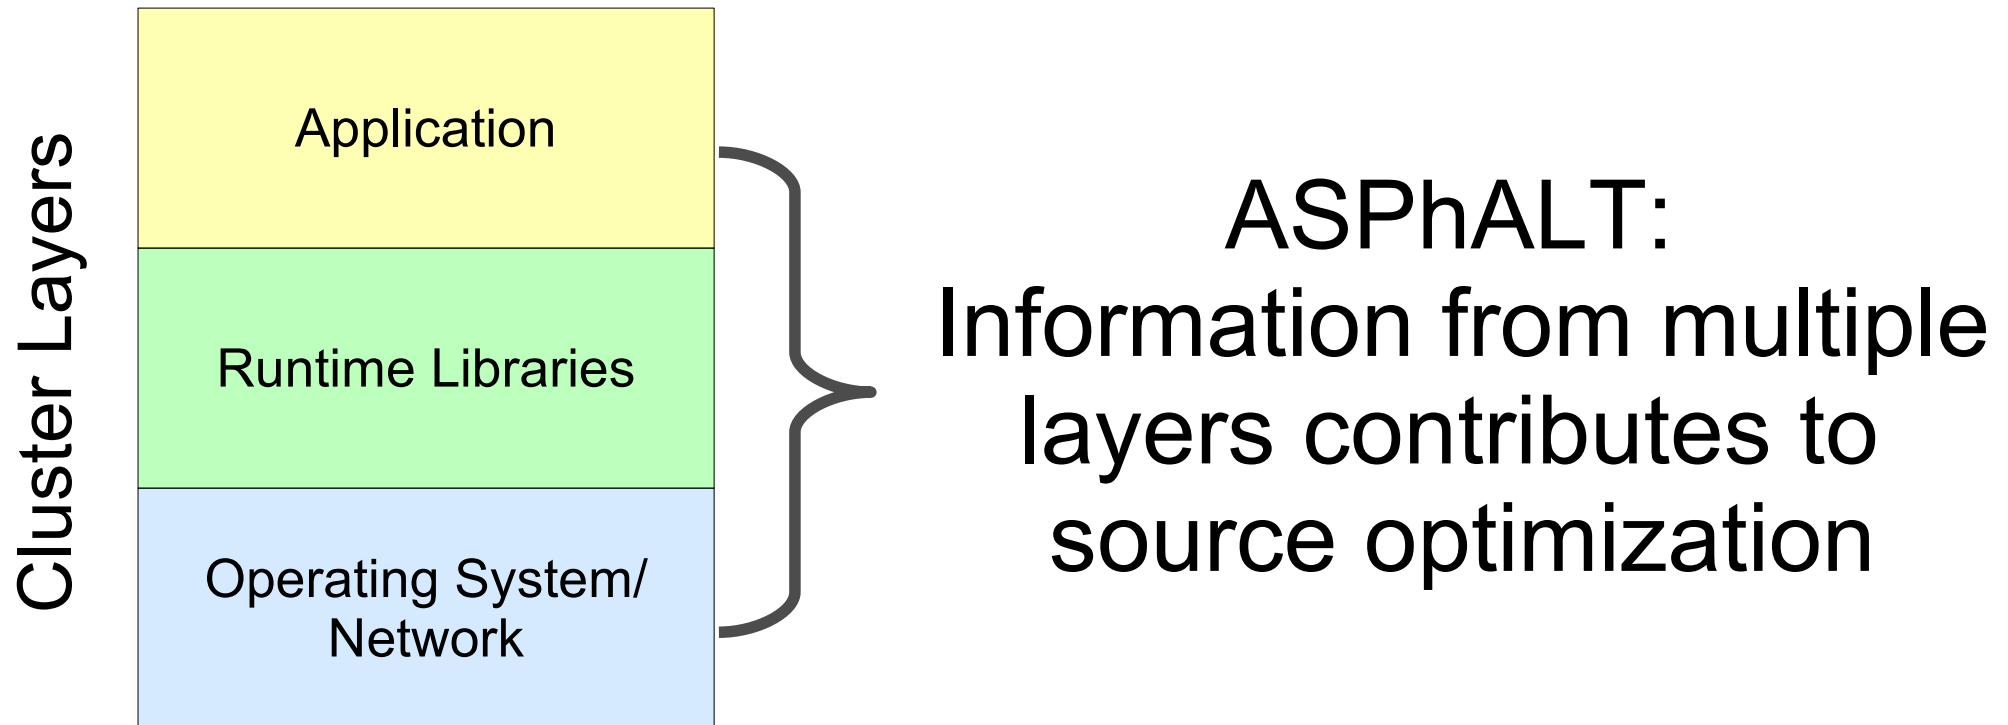 Cluster Layers
Application
Runtime Libraries
Operating System/
Network
ASPhALT:
Information from multiple
layers contributes to
source optimization